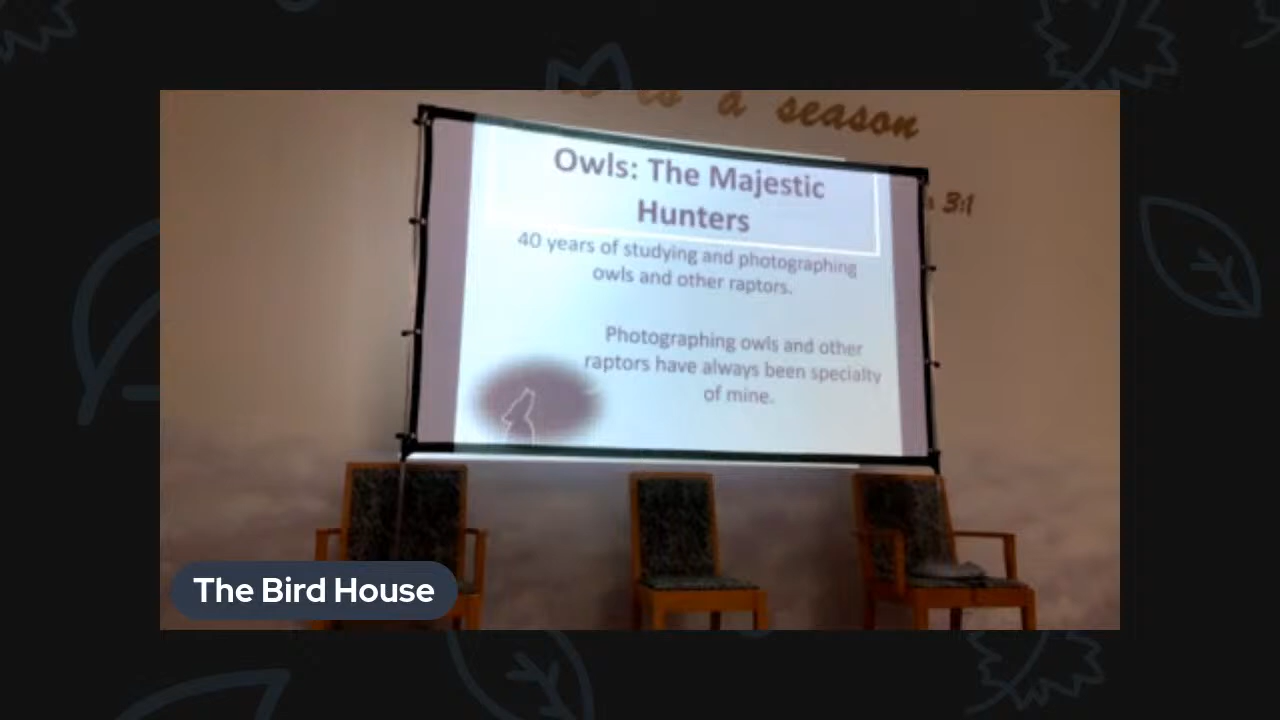 is a season
3:1
Owls: The Majestic
Hunters
40 years of studying and photographing
owls and other raptors.
Photographing owls and other
raptors have always been specialty
of mine.
The Bird House